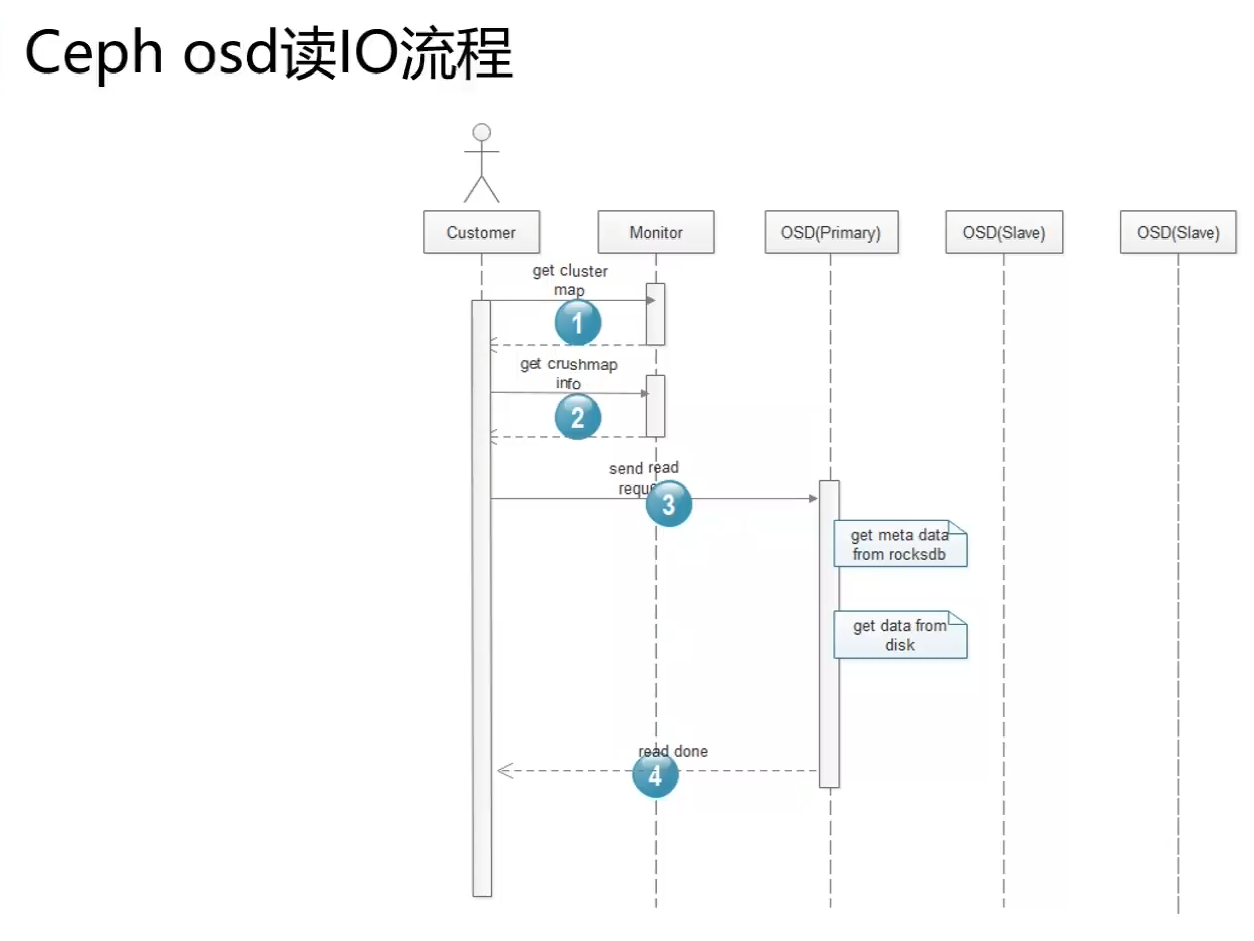 Ceph osd读IO流程
Customer
Monitor
OSD(Primary)
OSD(Slave)
OSD(Slave)
get cluster
map
1
get crushmap
info
2
send read
3
get meta data
from rocksdb
get data from
disk
read done
4